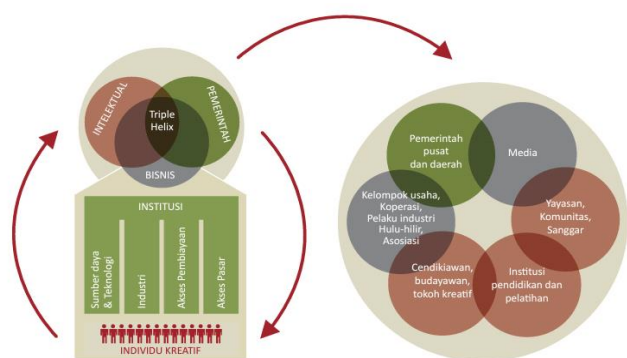 INTELEKTUAL
PEMERINTAH
Triple
Helix
BISNIS
INSTITUSI
Sumber daya
& Teknologi
Industri
Akses Pembiayaan
Akses Pasar
INDIVIDU KREATIF
Pemerintah
pusat
dan daerah
Media
Kelompok usaha,
Koperasi,
Pelaku industri
Hulu-hilir,
Asosiasi
Yayasan,
Komunitas,
Sanggar
Cendikiawan,
budayawan,
tokoh kreatif
Institusi
pendidikan dan
pelatihan